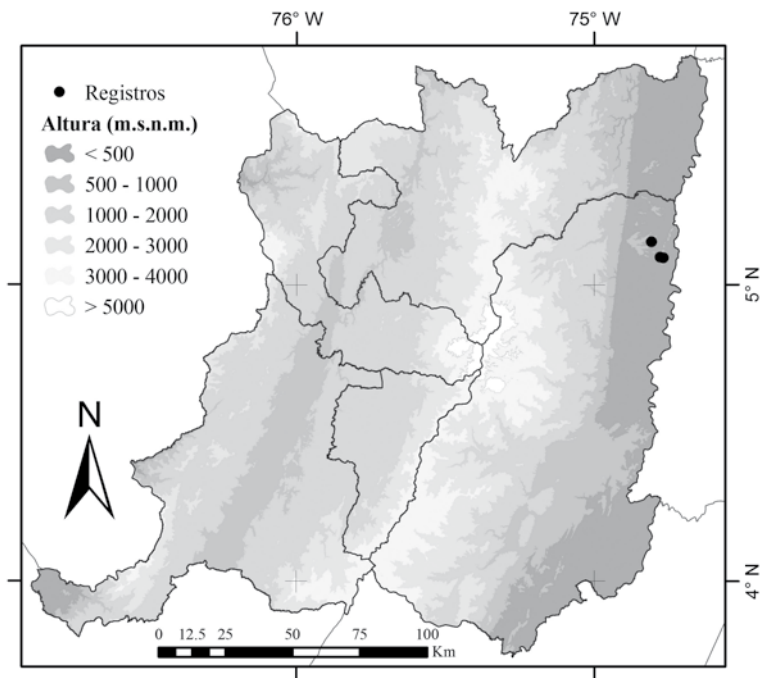 76° W 75° W
Registros
Altura (m.s.n.m.)
< 500
500 - 1000
1000 - 2000
2000 - 3000
3000 - 4000
> 5000
5° N
N
4° N
0 12.5 25 50 75 100
Km